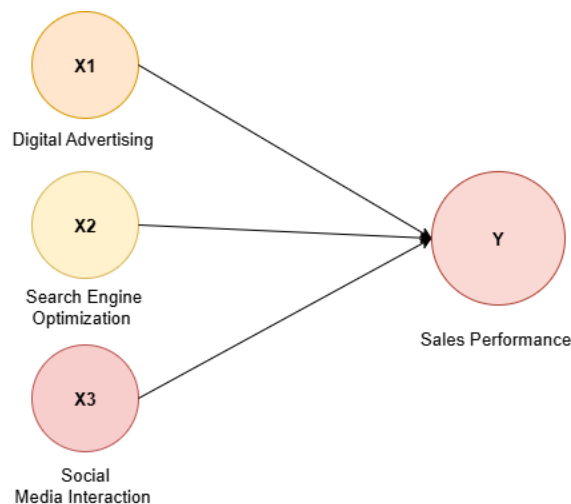 X1
Digital Advertising
X2
Search Engine
Optimization
X3
Social
Media Interaction
Y
Sales Performance